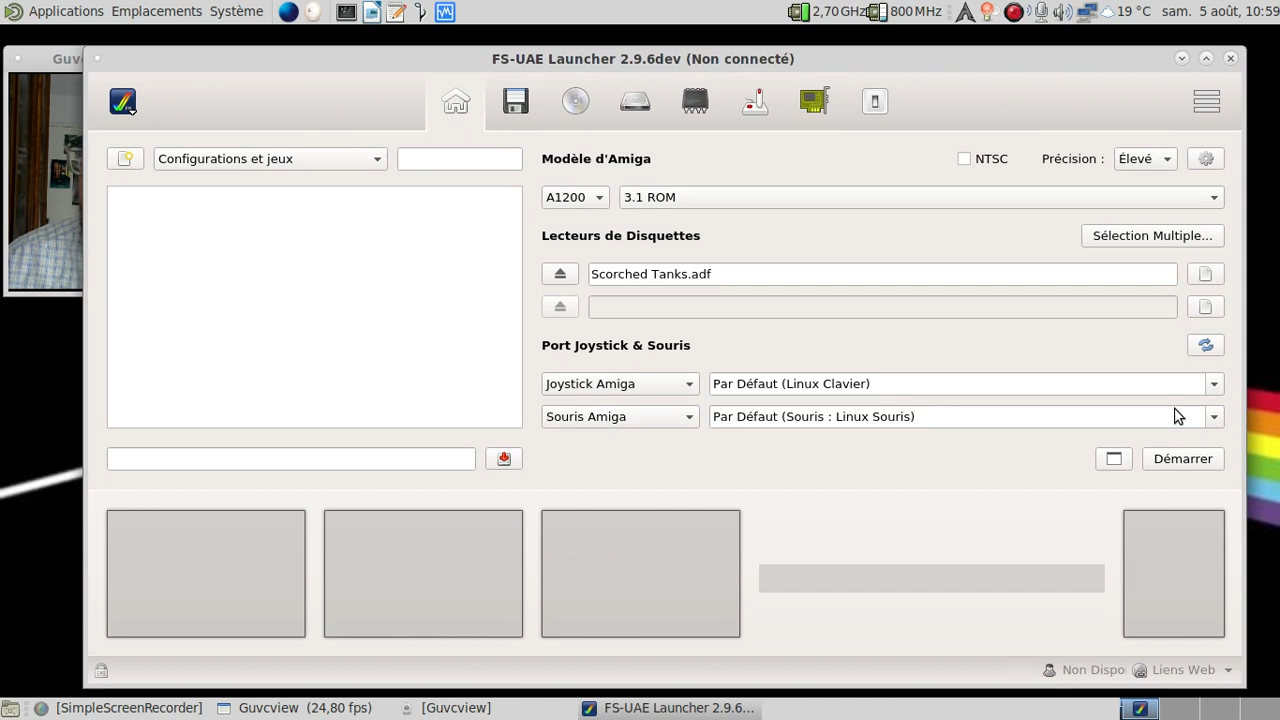 Applications Emplacements Système 2,70 GHz 800 MHz 19 °C sam. 5 août, 10:59
Guv
FS-UAE Launcher 2.9.6dev (Non connecté)
Configurations et jeux
Modèle d'Amiga
NTSC
Précision :
Élevé
A1200
3.1 ROM
Lecteurs de Disquettes
Sélection Multiple...
Scorched Tanks.adf
Port Joystick & Souris
Joystick Amiga
Par Défaut (Linux Clavier)
Souris Amiga
Par Défaut (Souris : Linux Souris)
Démarrer
Non Dispo
Liens Web
[SimpleScreenRecorder] Guvcview (24,80 fps) [Guvcview] FS-UAE Launcher 2.9.6...